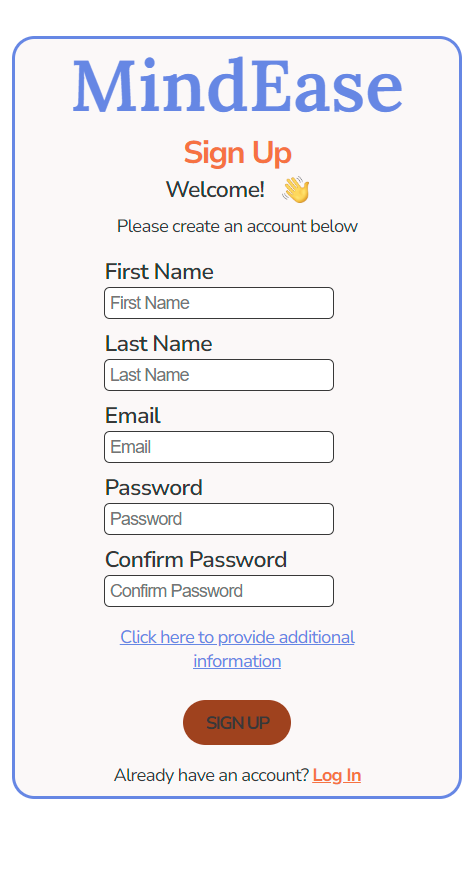 MindEase
Sign Up
Welcome! 👋
Please create an account below
First Name
First Name
Last Name
Last Name
Email
Email
Password
Password
Confirm Password
Confirm Password
Click here to provide additional
information
SIGN UP
Already have an account? Log In